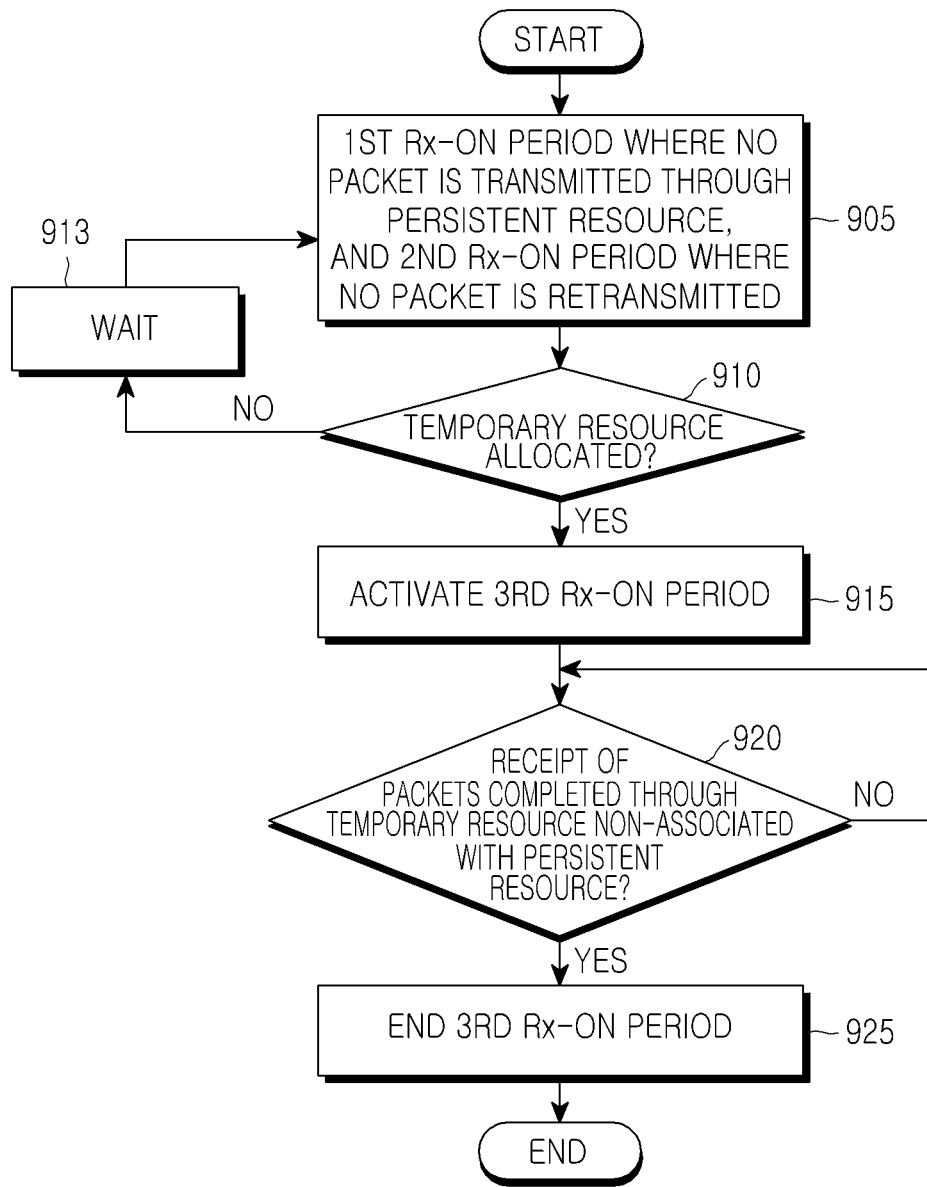 START
1ST Rx-ON PERIOD WHERE NO
PACKET IS TRANSMITTED THROUGH
PERSISTENT RESOURCE,
AND 2ND Rx-ON PERIOD WHERE
NO PACKET IS RETRANSMITTED
905
913
WAIT
910
NO
TEMPORARY RESOURCE
ALLOCATED?
YES
ACTIVATE 3RD Rx-ON PERIOD
915
920
RECEIPT OF
PACKETS COMPLETED THROUGH
TEMPORARY RESOURCE NON-ASSOCIATED
WITH PERSISTENT
RESOURCE?
NO
YES
END 3RD Rx-ON PERIOD
925
END